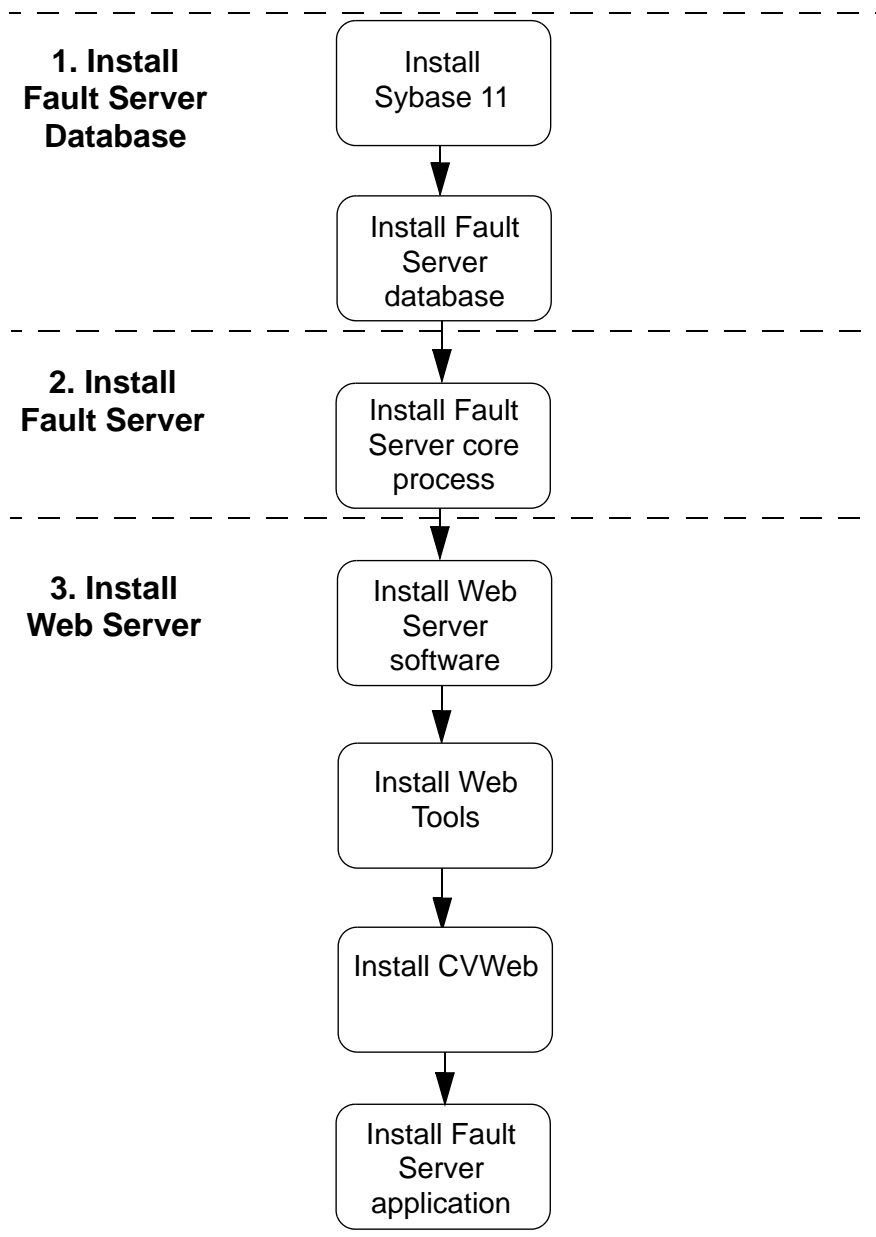 1. Install
Fault Server
Database
Install
Sybase 11
Install Fault
Server
database
2. Install
Fault Server
Install Fault
Server core
process
3. Install
Web Server
Install Web
Server
software
Install Web
Tools
Install CVWeb
Install Fault
Server
application